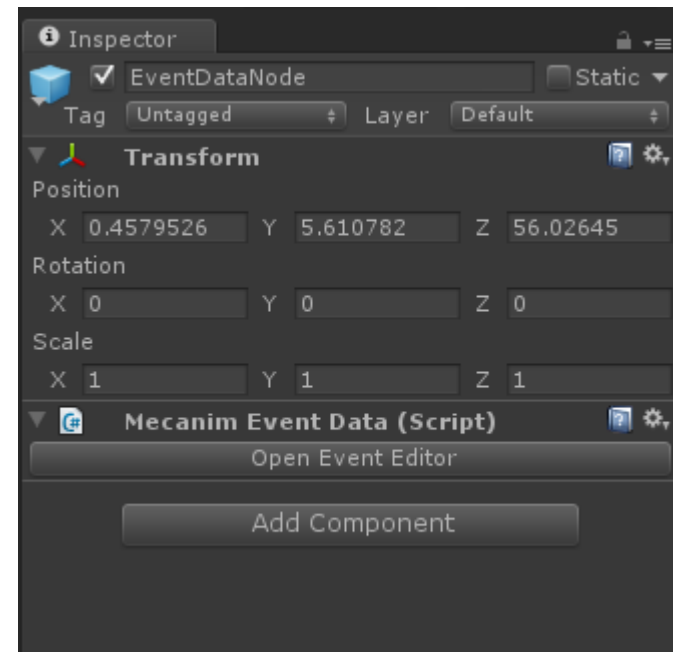 Inspector
EventDataNode Static
Tag Untagged Layer Default
Transform
Position
X 0.4579526 Y 5.610782 Z 56.02645
Rotation
X 0 Y 0 Z 0
Scale
X 1 Y 1 Z 1
Mecanim Event Data (Script)
Open Event Editor
Add Component